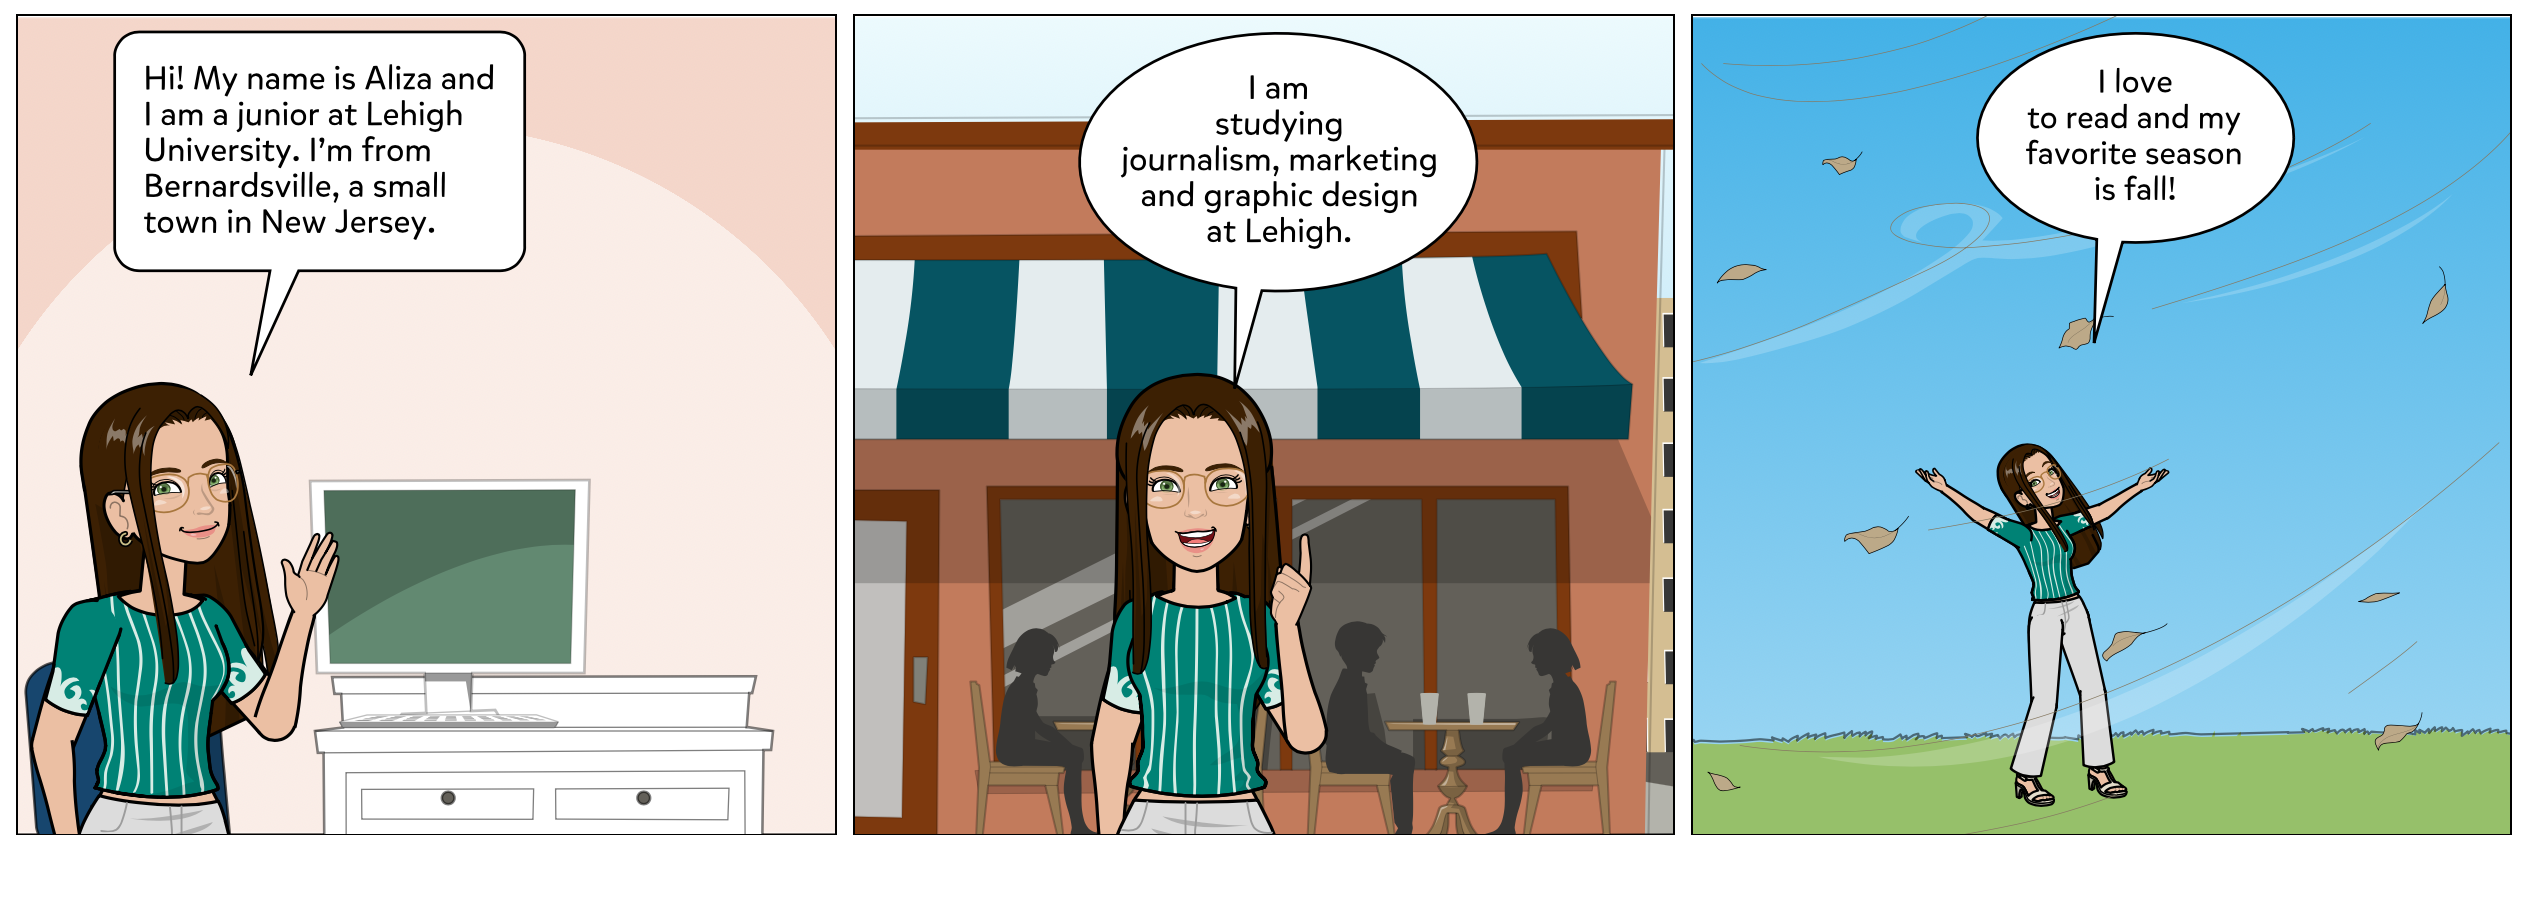 Hi! My name is Aliza and
I am a junior at Lehigh
University. I'm from
Bernardsville, a small
town in New Jersey.
I am
studying
journalism, marketing
and graphic design
at Lehigh.
I love
to read and my
favorite season
is fall!